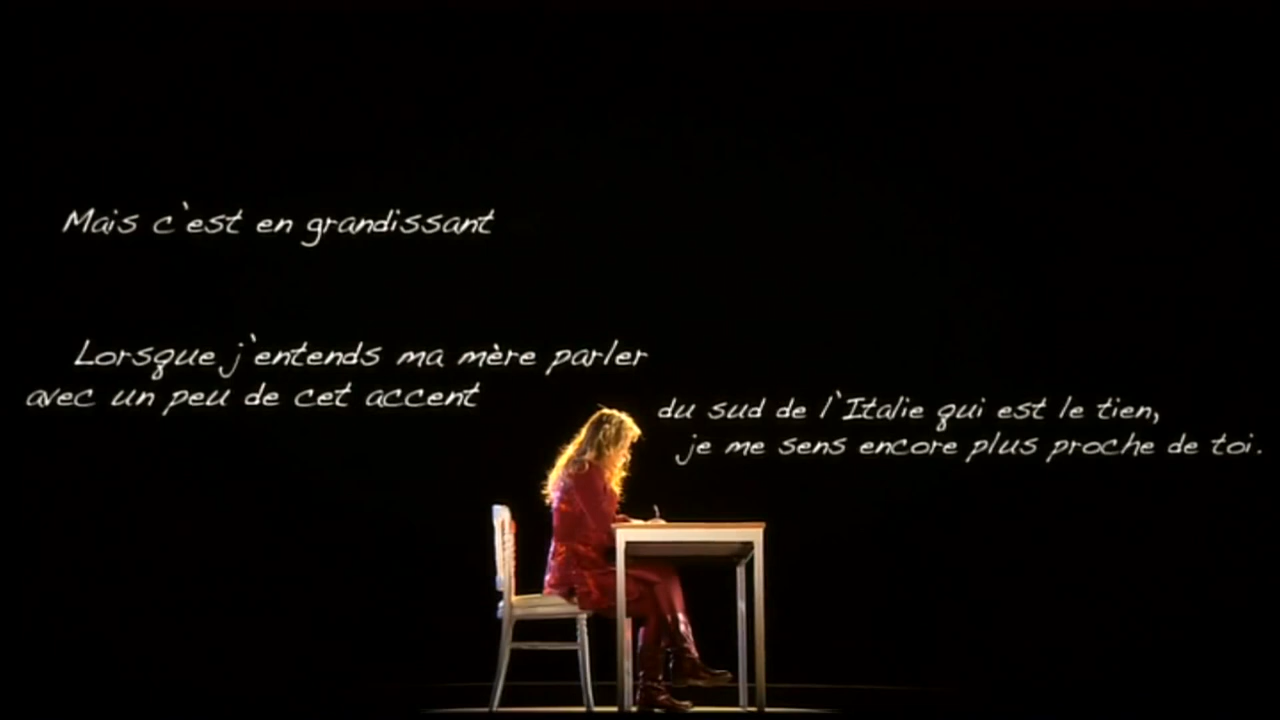 Mais c'est en grandissant
Lorsque j'entends ma mère parler
avec un peu de cet accent
du sud de l'Italie qui est le tien,
je me sens encore plus proche de toi.